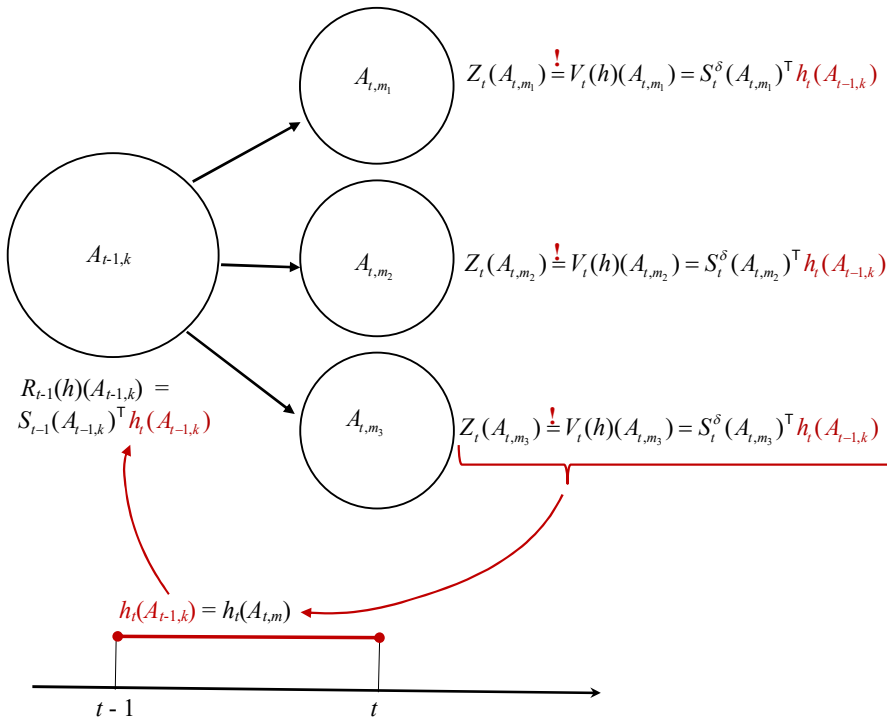 A_{t,m_1}
Z_t(A_{t,m_1}) \overset{!}{=} V_t(h)(A_{t,m_1}) = S_t^δ(A_{t,m_1})^T h_t(A_{t-1,k})
A_{t-1,k}
A_{t,m_2}
Z_t(A_{t,m_2}) \overset{!}{=} V_t(h)(A_{t,m_2}) = S_t^δ(A_{t,m_2})^T h_t(A_{t-1,k})
R_{t-1}(h)(A_{t-1,k}) =
S_{t-1}(A_{t-1,k})^T h_t(A_{t-1,k})
A_{t,m_3}
Z_t(A_{t,m_3}) \overset{!}{=} V_t(h)(A_{t,m_3}) = S_t^δ(A_{t,m_3})^T h_t(A_{t-1,k})
h_t(A_{t-1,k}) = h_t(A_{t,m})
t - 1
t